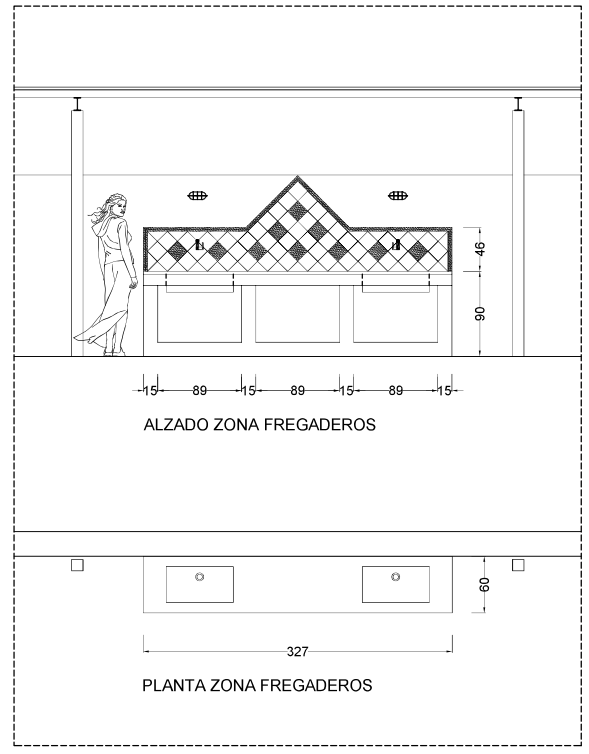 46
90
15 89 15 89 15 89 15
ALZADO ZONA FREGADEROS
60
327
PLANTA ZONA FREGADEROS